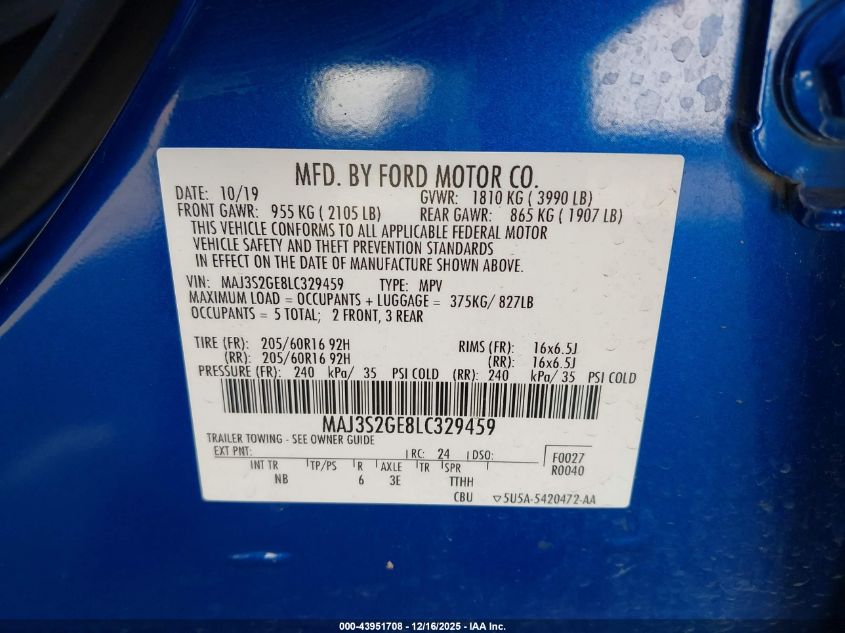 MFD. BY FORD MOTOR CO.
DATE: 10/19 GVWR: 1810 KG ( 3990 LB)
FRONT GAWR: 955 KG ( 2105 LB) REAR GAWR: 865 KG ( 1907 LB)
THIS VEHICLE CONFORMS TO ALL APPLICABLE FEDERAL MOTOR
VEHICLE SAFETY AND THEFT PREVENTION STANDARDS
IN EFFECT ON THE DATE OF MANUFACTURE SHOWN ABOVE.
VIN: MAJ3S2GE8LC329459 TYPE: MPV
MAXIMUM LOAD = OCCUPANTS + LUGGAGE = 375KG/ 827LB
OCCUPANTS = 5 TOTAL; 2 FRONT, 3 REAR
TIRE (FR): 205/60R16 92H RIMS (FR): 16x6.5J
(RR): 205/60R16 92H (RR): 16x6.5J
PRESSURE (FR): 240 kPa/ 35 PSI COLD (RR): 240 kPa/ 35 PSI COLD
MAJ3S2GE8LC329459
TRAILER TOWING - SEE OWNER GUIDE
EXT PNT: RC: 24 DSO: F0027
R0040
INT TR TP/PS R AXLE TR SPR
NB 6 3E TTHH
CBU ▽5U5A-5420472-AA
000-43951708 - 12/16/2025 - IAA Inc.